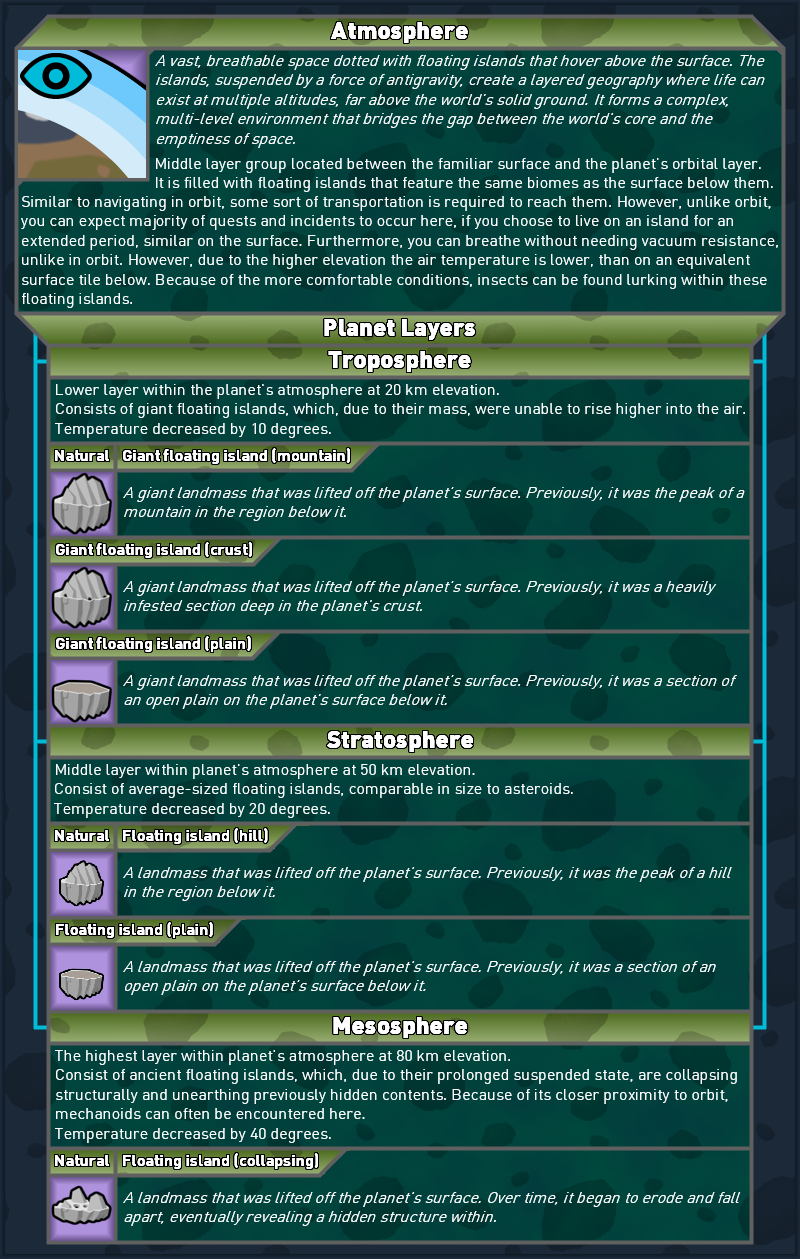 Atmosphere
A vast, breathable space dotted with floating islands that hover above the surface. The
islands, suspended by a force of antigravity, create a layered geography where life can
exist at multiple altitudes, far above the world's solid ground. It forms a complex,
multi-level environment that bridges the gap between the world's core and the
emptiness of space.
Middle layer group located between the familiar surface and the planet's orbital layer.
It is filled with floating islands that feature the same biomes as the surface below them.
Similar to navigating in orbit, some sort of transportation is required to reach them. However, unlike orbit,
you can expect majority of quests and incidents to occur here, if you choose to live on an island for an
extended period, similar on the surface. Furthermore, you can breathe without needing vacuum resistance,
unlike in orbit. However, due to the higher elevation the air temperature is lower, than on an equivalent
surface tile below. Because of the more comfortable conditions, insects can be found lurking within these
floating islands.
Planet Layers
Troposphere
Lower layer within the planet's atmosphere at 20 km elevation.
Consists of giant floating islands, which, due to their mass, were unable to rise higher into the air.
Temperature decreased by 10 degrees.
Natural Giant floating island (mountain)
A giant landmass that was lifted off the planet's surface. Previously, it was the peak of a
mountain in the region below it.
Giant floating island (crust)
A giant landmass that was lifted off the planet's surface. Previously, it was a heavily
infested section deep in the planet's crust.
Giant floating island (plain)
A giant landmass that was lifted off the planet's surface. Previously, it was a section of
an open plain on the planet's surface below it.
Stratosphere
Middle layer within planet's atmosphere at 50 km elevation.
Consist of average-sized floating islands, comparable in size to asteroids.
Temperature decreased by 20 degrees.
Natural Floating island (hill)
A landmass that was lifted off the planet's surface. Previously, it was the peak of a hill
in the region below it.
Floating island (plain)
A landmass that was lifted off the planet's surface. Previously, it was a section of an
open plain on the planet's surface below it.
Mesosphere
The highest layer within planet's atmosphere at 80 km elevation.
Consist of ancient floating islands, which, due to their prolonged suspended state, are collapsing
structurally and unearthing previously hidden contents. Because of its closer proximity to orbit,
mechanoids can often be encountered here.
Temperature decreased by 40 degrees.
Natural Floating island (collapsing)
A landmass that was lifted off the planet's surface. Over time, it began to erode and fall
apart, eventually revealing a hidden structure within.